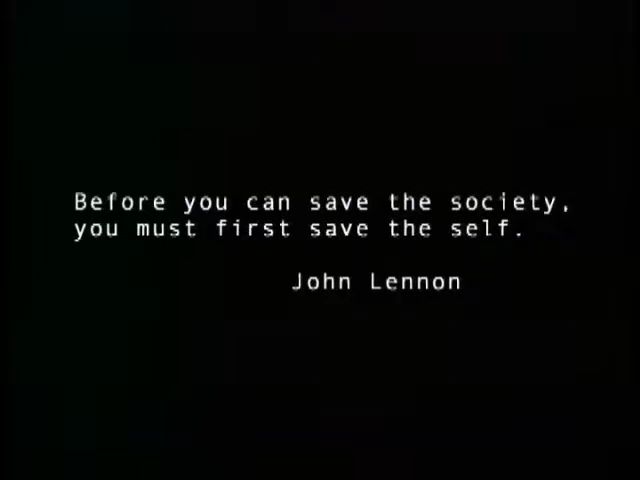 Before you can save the society,
you must first save the self.
John Lennon